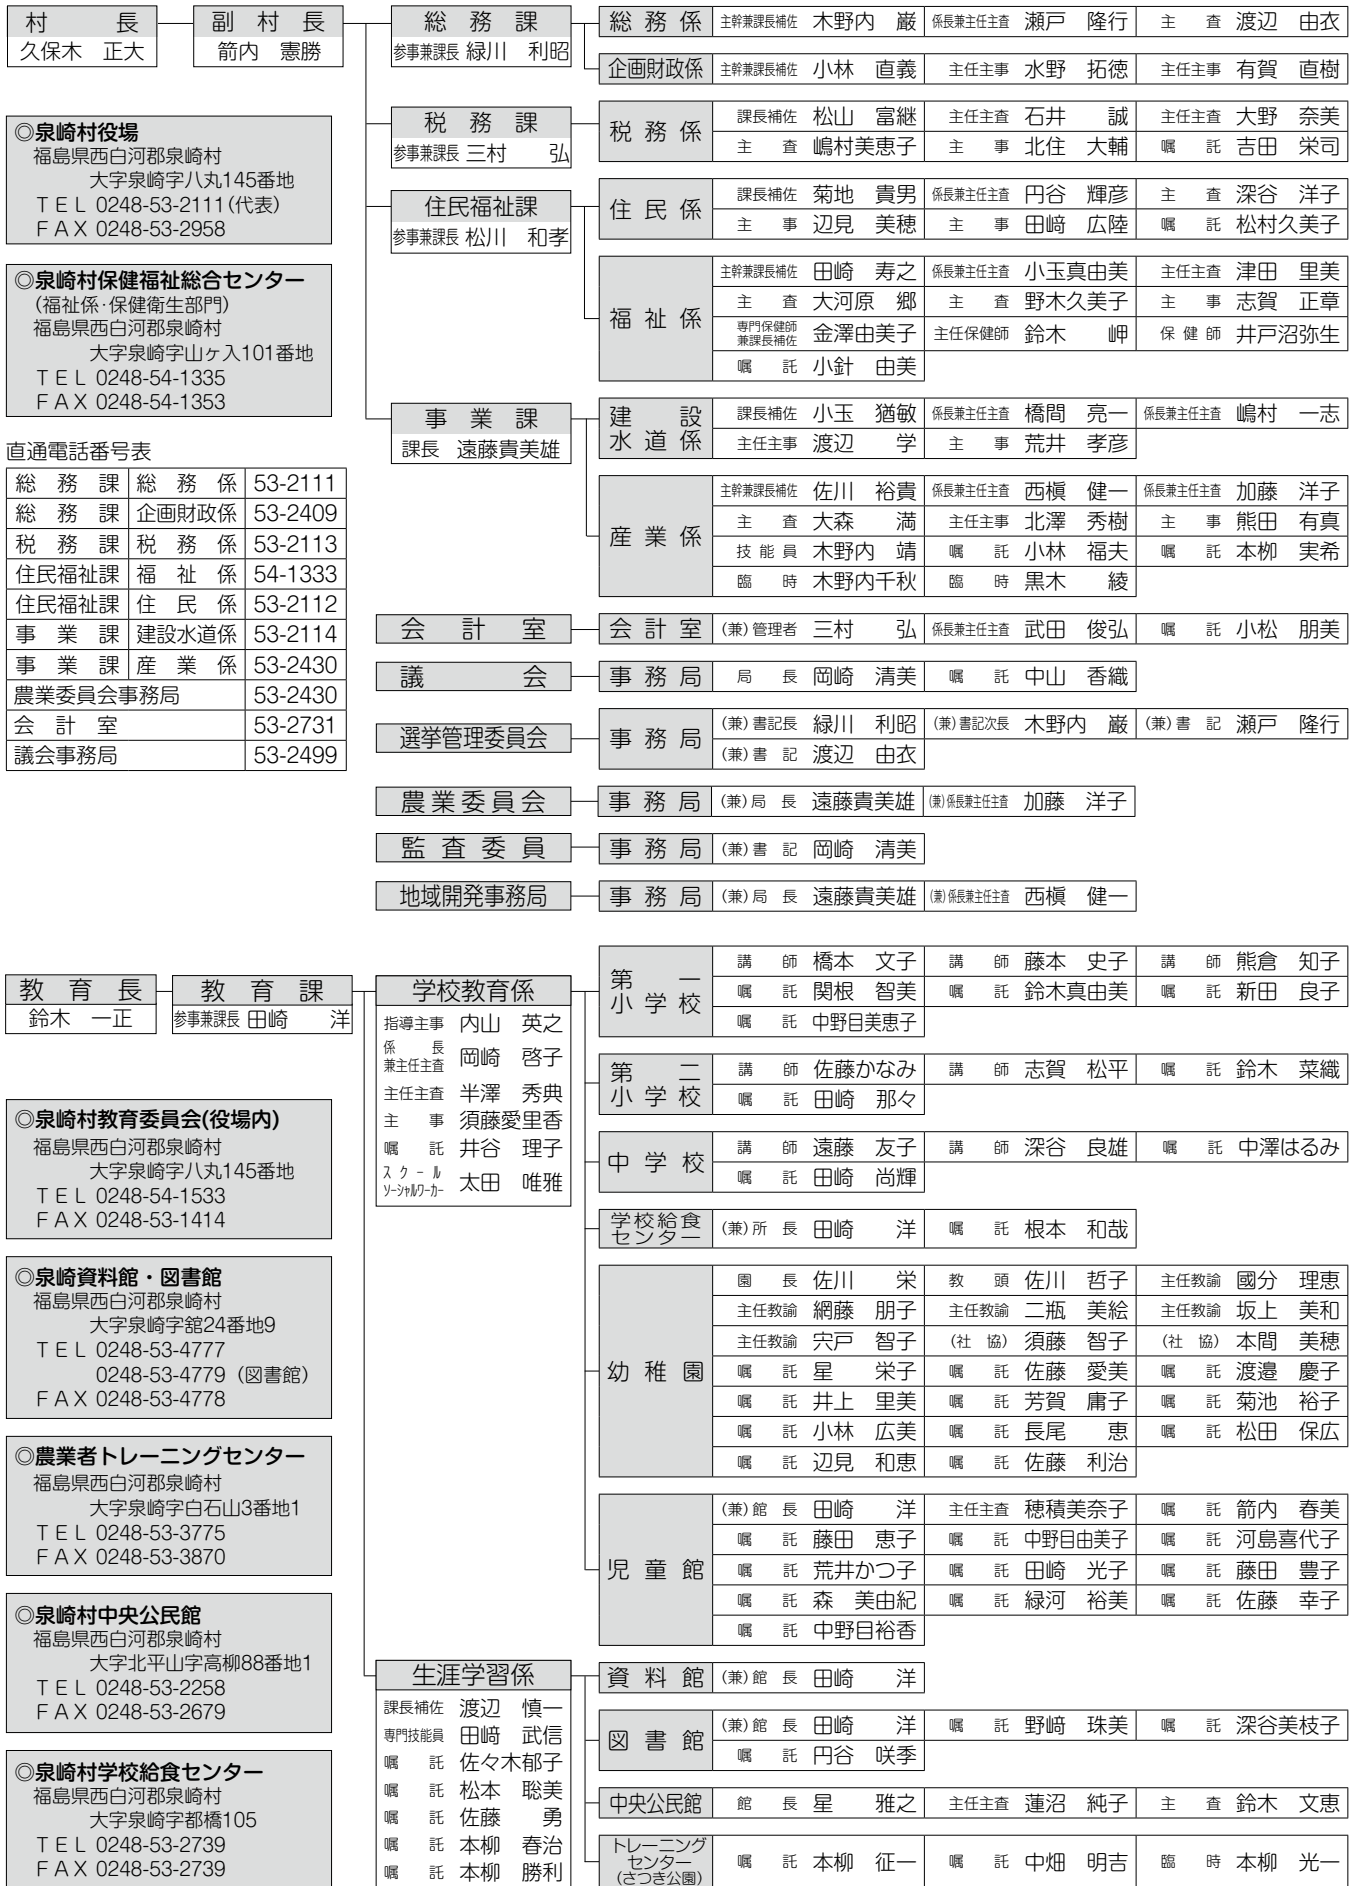 村長
久保木 正大
副村長
箭内 憲勝
総務課
参事兼課長 緑川 利昭
総務係 主幹兼課長補佐 木野内 巌 係長兼主任主査 瀬戸 隆行 主査 渡辺 由衣
企画財政係 主幹兼課長補佐 小林 直義 主任主事 水野 拓徳 主任主事 有賀 直樹
税務課
参事兼課長 三村 弘
税務係 課長補佐 松山 富継 主任主査 石井 誠 主任主査 大野 奈美
主査 嶋村美恵子 主事 北住 大輔 嘱託 吉田 栄司
住民福祉課
参事兼課長 松川 和孝
住民係 課長補佐 菊地 貴男 係長兼主任主査 円谷 輝彦 主査 深谷 洋子
主事 辺見 美穂 主事 田﨑 広陸 嘱託 松村久美子
福祉係 主幹兼課長補佐 田崎 寿之 係長兼主任主査 小玉真由美 主任主査 津田 里美
主査 大河原 郷 主査 野木久美子 主事 志賀 正章
専門保健師兼課長補佐 金澤由美子 主任保健師 鈴木 岬 保健師 井戸沼弥生
嘱託 小針 由美
事業課
課長 遠藤貴美雄
建設水道係 課長補佐 小玉 猶敏 係長兼主任主査 橋間 亮一 係長兼主任主査 嶋村 一志
主任主事 渡辺 学 主事 荒井 孝彦
産業係 主幹兼課長補佐 佐川 裕貴 係長兼主任主査 西槇 健一 係長兼主任主査 加藤 洋子
主査 大森 満 主任主事 北澤 秀樹 主事 熊田 有真
技能員 木野内 靖 嘱託 小林 福夫 嘱託 本栁 実希
臨時 木野内千秋 臨時 黒木 綾
会計室
会計室 (兼)管理者 三村 弘 係長兼主任主査 武田 俊弘 嘱託 小松 朋美
議会
事務局 局長 岡崎 清美 嘱託 中山 香織
選挙管理委員会
事務局 (兼)書記長 緑川 利昭 (兼)書記次長 木野内 巌 (兼)書記 瀬戸 隆行
(兼)書記 渡辺 由衣
農業委員会
事務局 (兼)局長 遠藤貴美雄 (兼)係長兼主任主査 加藤 洋子
監査委員
事務局 (兼)書記 岡崎 清美
地域開発事務局
事務局 (兼)局長 遠藤貴美雄 (兼)係長兼主任主査 西槇 健一
◎泉崎村役場
福島県西白河郡泉崎村
大字泉崎字八丸145番地
TEL 0248-53-2111(代表)
FAX 0248-53-2958
◎泉崎村保健福祉総合センター
(福祉係·保健衛生部門)
福島県西白河郡泉崎村
大字泉崎字山ヶ入101番地
TEL 0248-54-1335
FAX 0248-54-1353
直通電話番号表
総務課 総務係 53-2111
総務課 企画財政係 53-2409
税務課 税務係 53-2113
住民福祉課 福祉係 54-1333
住民福祉課 住民係 53-2112
事業課 建設水道係 53-2114
事業課 産業係 53-2430
農業委員会事務局 53-2430
会計室 53-2731
議会事務局 53-2499
教育長
鈴木 一正
教育課
参事兼課長 田崎 洋
学校教育係
指導主事 内山 英之
係長兼主任主査 岡崎 啓子
主任主査 半澤 秀典
主事 須藤愛里香
嘱託 井谷 理子
スクールソーシャルワーカー 太田 唯雅
第一小学校 講師 橋本 文子 講師 藤本 史子 講師 熊倉 知子
嘱託 関根 智美 嘱託 鈴木真由美 嘱託 新田 良子
嘱託 中野目美恵子
第二小学校 講師 佐藤かなみ 講師 志賀 松平 嘱託 鈴木 菜織
嘱託 田崎 那々
中学校 講師 遠藤 友子 講師 深谷 良雄 嘱託 中澤はるみ
嘱託 田崎 尚輝
学校給食センター (兼)所長 田崎 洋 嘱託 根本 和哉
幼稚園 園長 佐川 栄 教頭 佐川 哲子 主任教諭 國分 理恵
主任教諭 網藤 朋子 主任教諭 二瓶 美絵 主任教諭 坂上 美和
主任教諭 宍戸 智子 (社協) 須藤 智子 (社協) 本間 美穂
嘱託 星 栄子 嘱託 佐藤 愛美 嘱託 渡邉 慶子
嘱託 井上 里美 嘱託 芳賀 庸子 嘱託 菊池 裕子
嘱託 小林 広美 嘱託 長尾 恵 嘱託 松田 保広
嘱託 辺見 和恵 嘱託 佐藤 利治
児童館 (兼)館長 田崎 洋 主任主査 穂積美奈子 嘱託 箭内 春美
嘱託 藤田 恵子 嘱託 中野目由美子 嘱託 河島喜代子
嘱託 荒井かつ子 嘱託 田崎 光子 嘱託 藤田 豊子
嘱託 森 美由紀 嘱託 緑河 裕美 嘱託 佐藤 幸子
嘱託 中野目裕香
生涯学習係
課長補佐 渡辺 慎一
専門技能員 田﨑 武信
嘱託 佐々木郁子
嘱託 松本 聡美
嘱託 佐藤 勇
嘱託 本柳 春治
嘱託 本柳 勝利
資料館 (兼)館長 田崎 洋
図書館 (兼)館長 田崎 洋 嘱託 野﨑 珠美 嘱託 深谷美枝子
嘱託 円谷 咲季
中央公民館 館長 星 雅之 主任主査 蓮沼 純子 主査 鈴木 文恵
トレーニングセンター(さつき公園) 嘱託 本柳 征一 嘱託 中畑 明吉 臨時 本柳 光一
◎泉崎村教育委員会(役場内)
福島県西白河郡泉崎村
大字泉崎字八丸145番地
TEL 0248-54-1533
FAX 0248-53-1414
◎泉崎資料館・図書館
福島県西白河郡泉崎村
大字泉崎字舘24番地9
TEL 0248-53-4777
0248-53-4779（図書館）
FAX 0248-53-4778
◎農業者トレーニングセンター
福島県西白河郡泉崎村
大字泉崎字白石山3番地1
TEL 0248-53-3775
FAX 0248-53-3870
◎泉崎村中央公民館
福島県西白河郡泉崎村
大字北平山字高柳88番地1
TEL 0248-53-2258
FAX 0248-53-2679
◎泉崎村学校給食センター
福島県西白河郡泉崎村
大字泉崎字都橋105
TEL 0248-53-2739
FAX 0248-53-2739